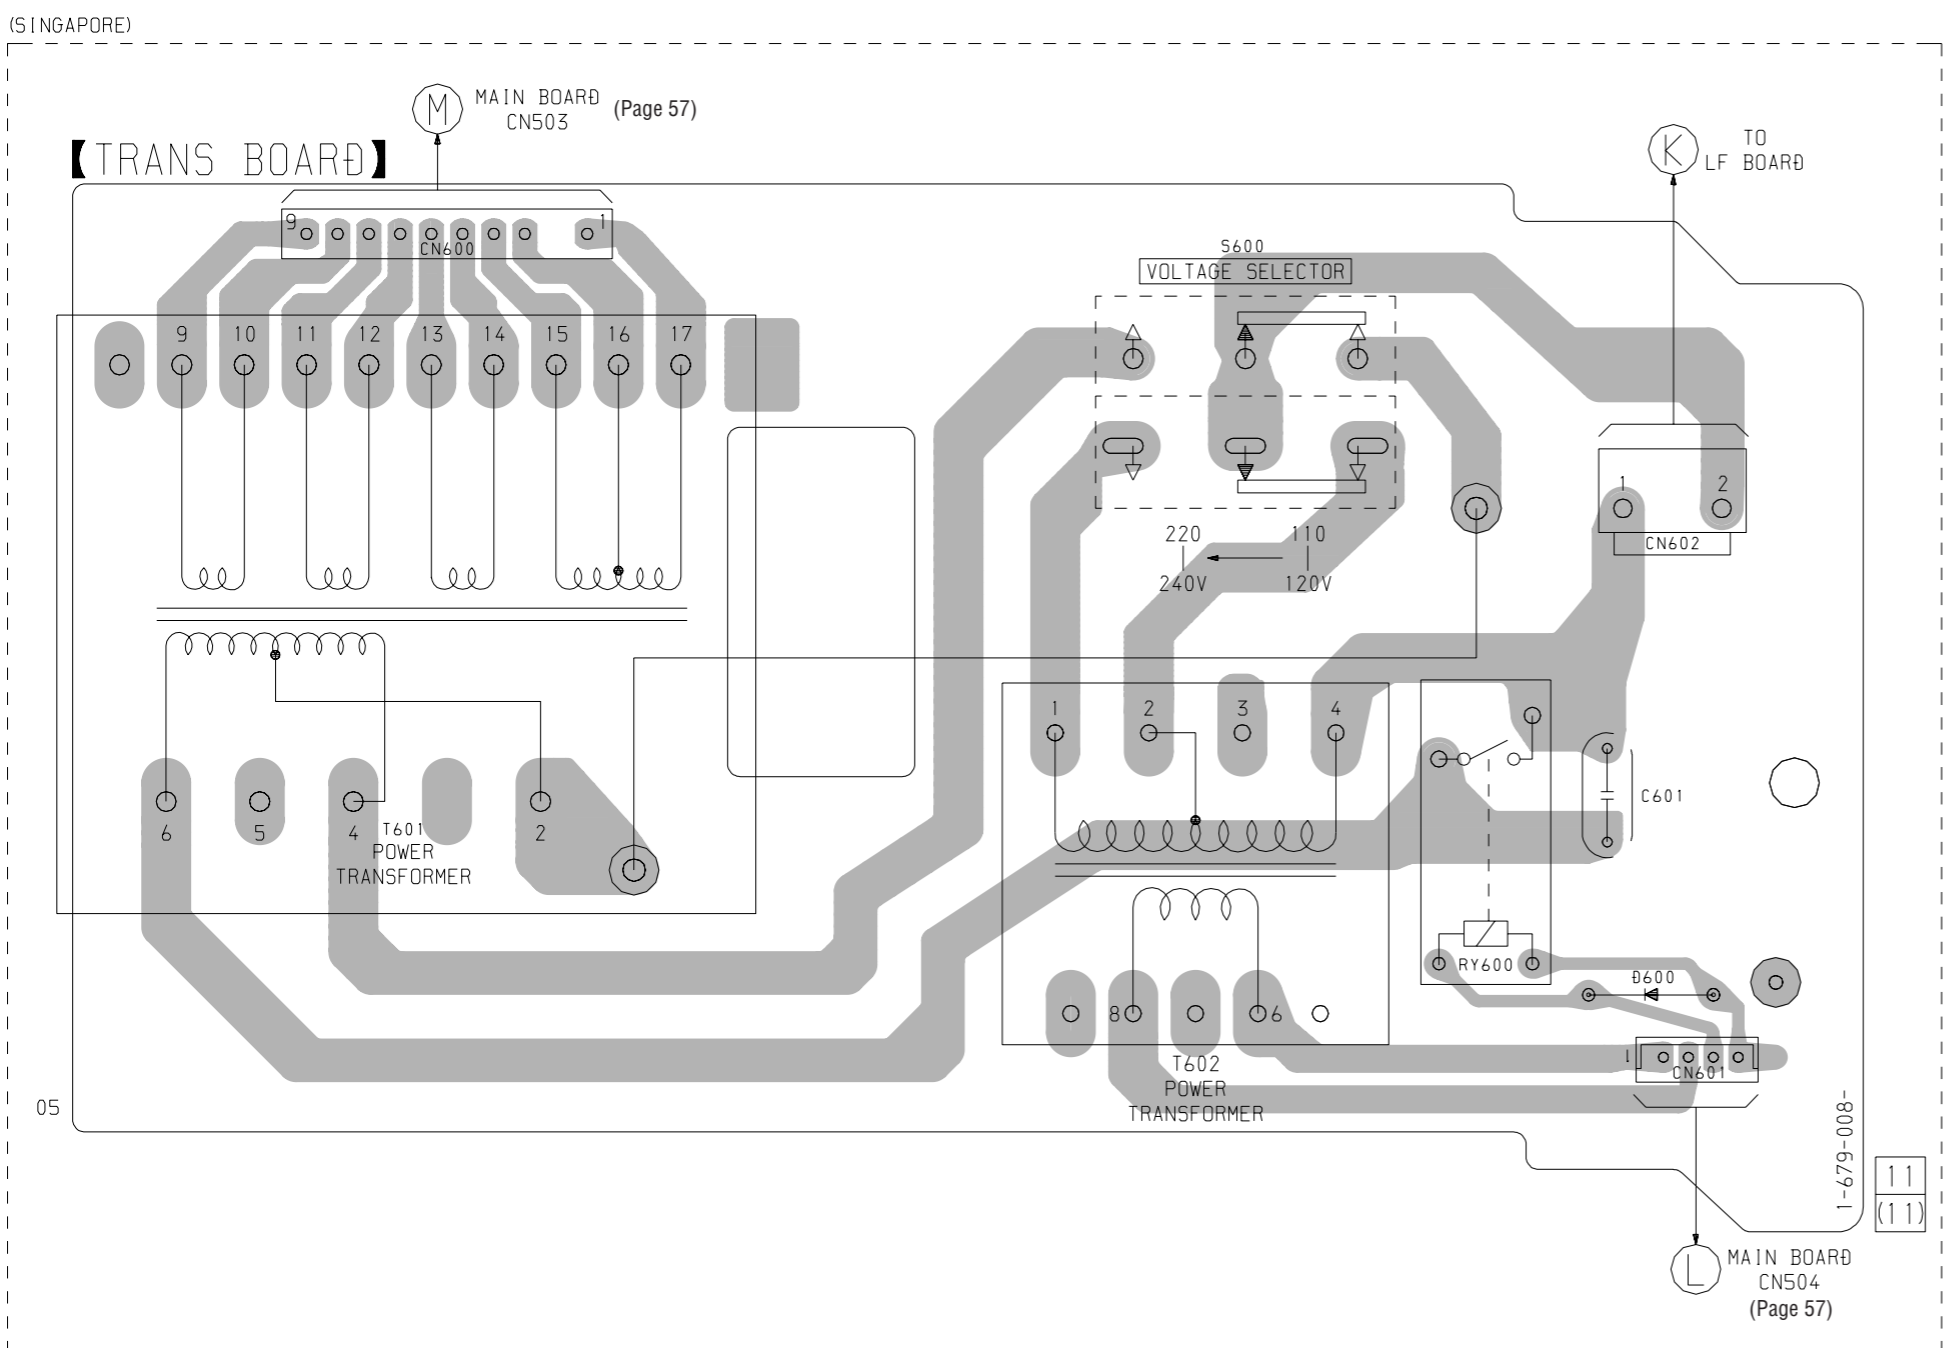 (SINGAPORE)
M
MAIN BOARD (Page 57)
CN503
【TRANS BOARD】
K
TO
LF BOARD
9
1
CN600
S600
VOLTAGE SELECTOR
9 10 11 12 13 14 15 16 17
1 2
CN602
220 110
240V 120V
1 2 3 4
C601
6 5 4 2
T601
POWER
TRANSFORMER
RY600
D600
8 6
T602
POWER
TRANSFORMER
1
CN601
05
1-679-008-
11
(11)
L
MAIN BOARD
CN504
(Page 57)